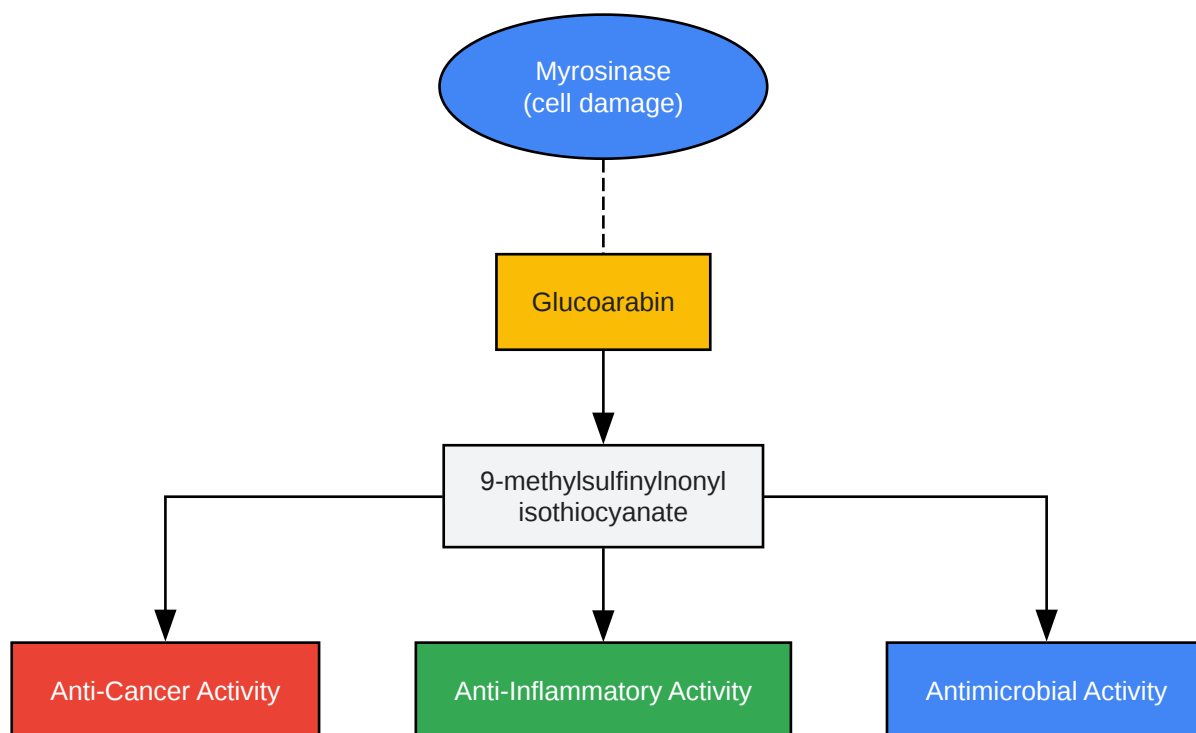 Myrosinase
(cell damage)
Glucoarabin
9-methylsulfinylnonyl
isothiocyanate
Anti-Cancer Activity
Anti-Inflammatory Activity
Antimicrobial Activity